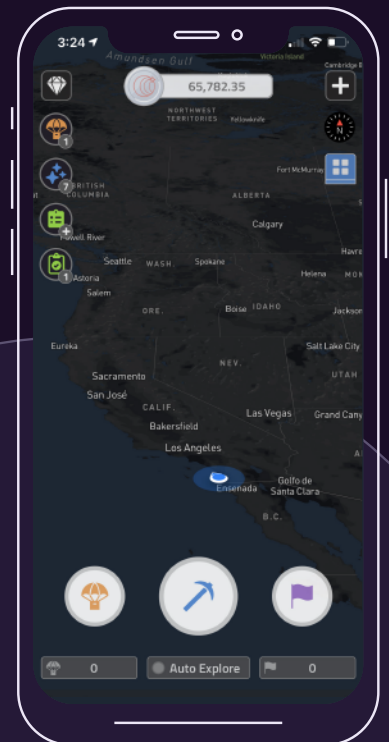 3:24
Amundsen Gulf
Victoria Island
Cambridge B
65,782.35
NORTHWEST
TERRITORIES
Yellowknife
N
1
Fort McMurray
7
BRITISH
COLUMBIA
ALBERTA
Calgary
Powell River
Seattle
WASH.
Spokane
Havre
Helena
MON
1
Astoria
Salem
ORE.
Boise
IDAHO
Jackson
Eureka
Salt Lake City
NEV.
UTAH
Sacramento
San José
CALIF.
Las Vegas
Grand Cany
Bakersfield
Los Angeles
A
Ensenada
Golfo de
Santa Clara
B.C.
0
Auto Explore
0